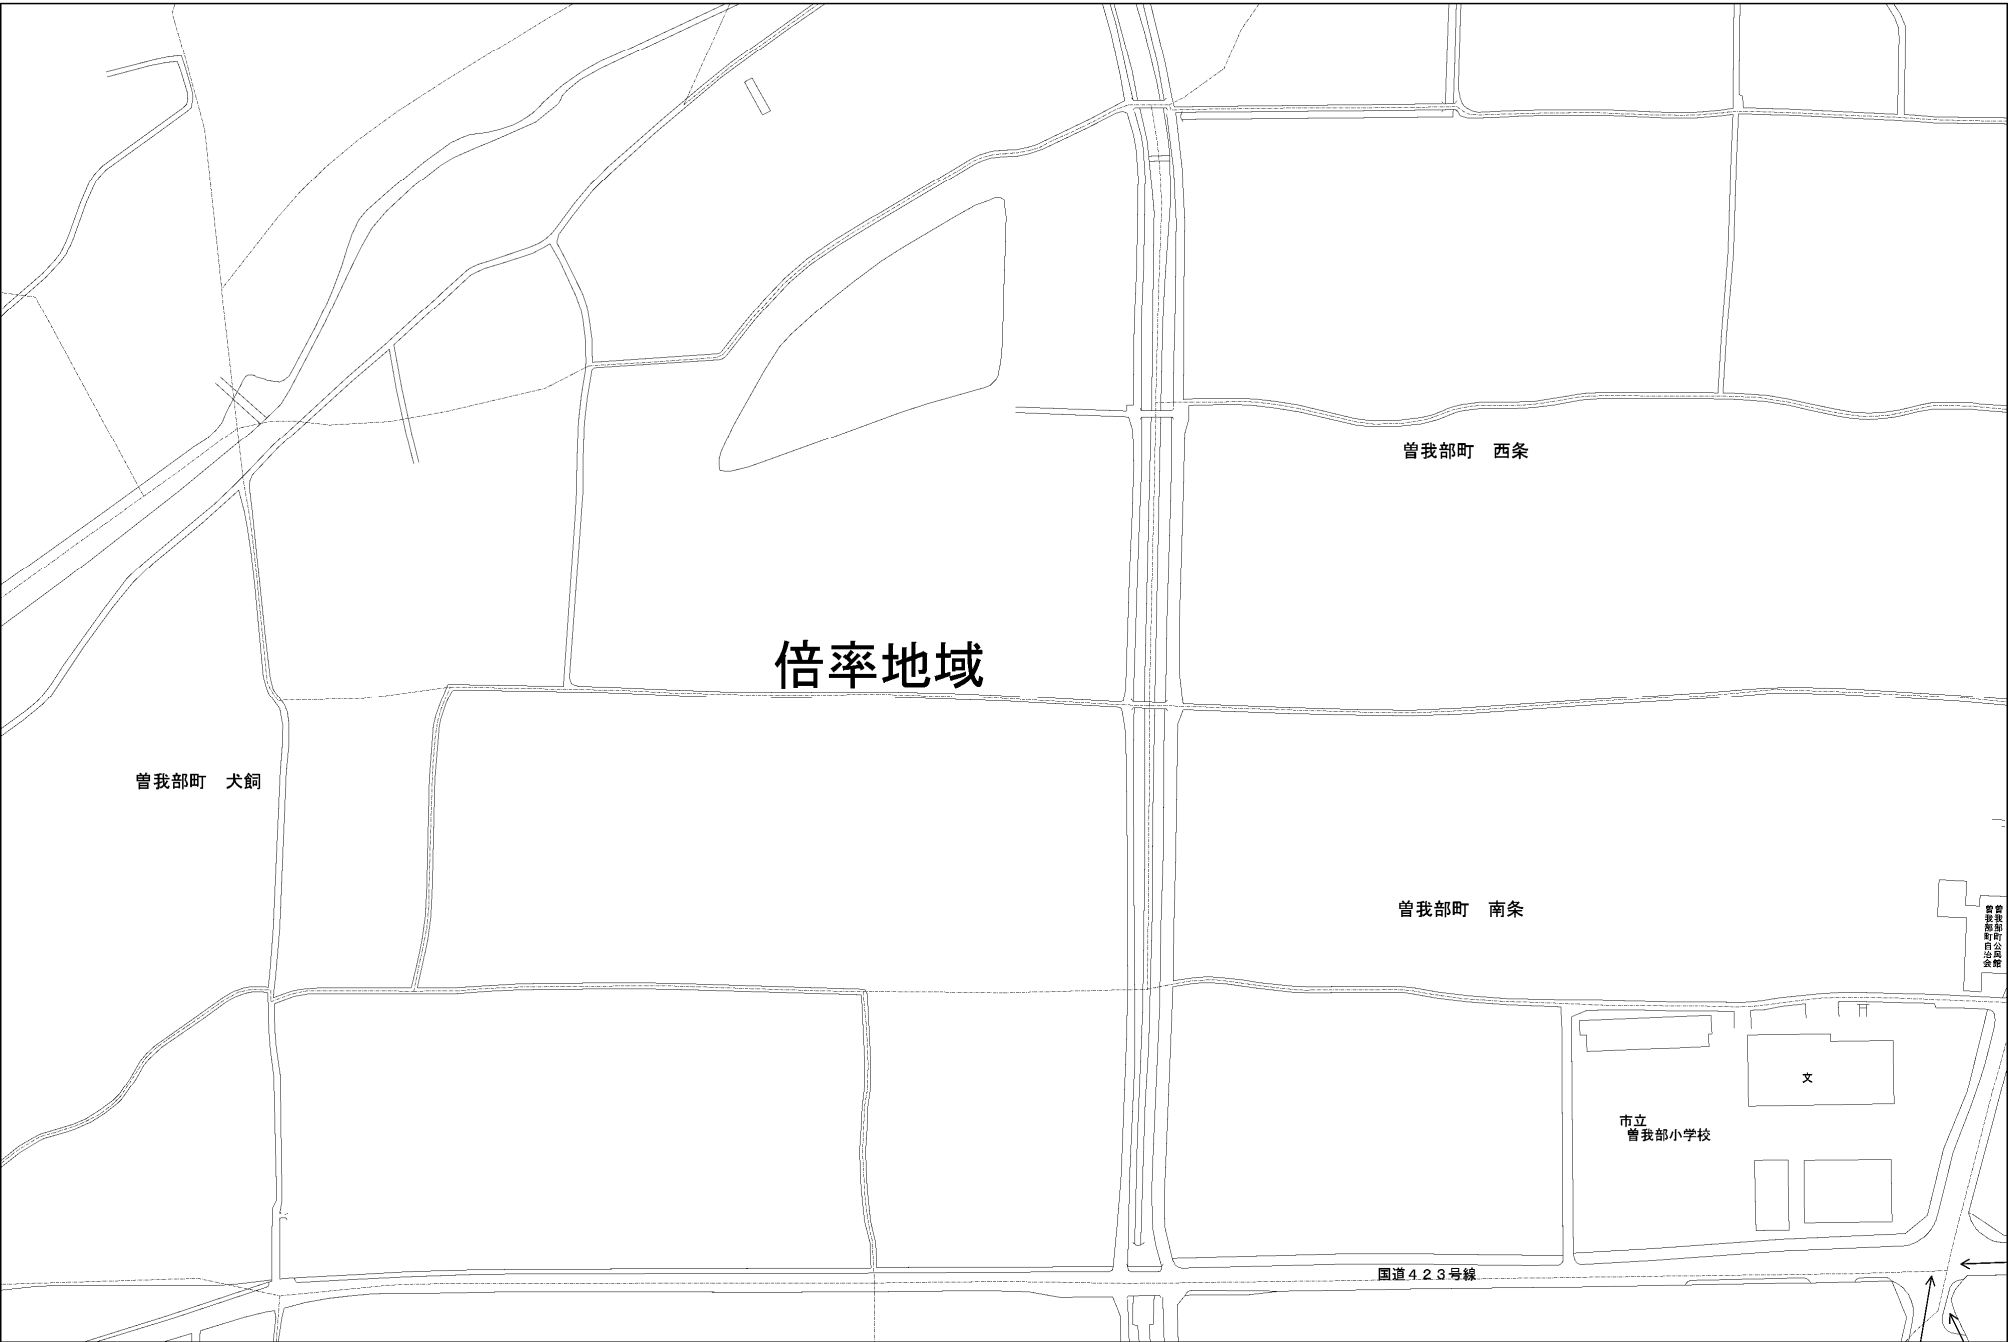 曽我部町　西条
倍率地域
曽我部町　犬飼
曽我部町　南条
曽我部町公民館
曽我部町自治会
文
市立
曽我部小学校
国道４２３号線